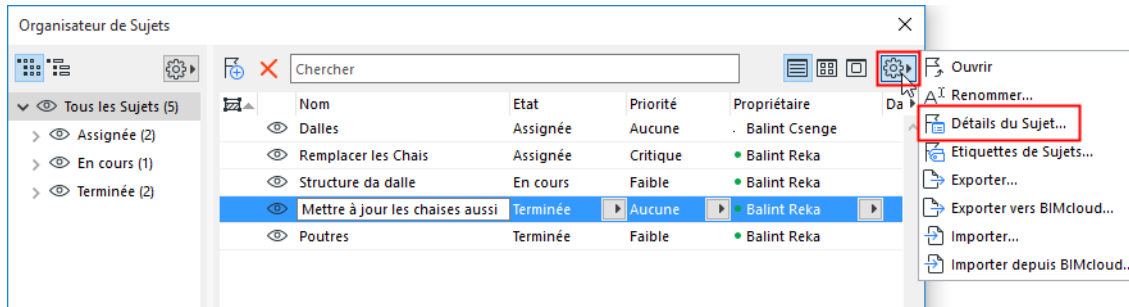 Organisateur de Sujets
Chercher
Tous les Sujets (5)
Assignée (2)
En cours (1)
Terminée (2)
Nom Etat Priorité Propriétaire Da
Dalles Assignée Aucune Balint Csenge
Remplacer les Chais Assignée Critique Balint Reka
Structure da dalle En cours Faible Balint Reka
Mettre à jour les chaises aussi Terminée Aucune Balint Reka
Poutres Terminée Faible Balint Reka
Ouvrir
Renommer...
Détails du Sujet...
Etiquettes de Sujets...
Exporter...
Exporter vers BIMcloud...
Importer...
Importer depuis BIMcloud..